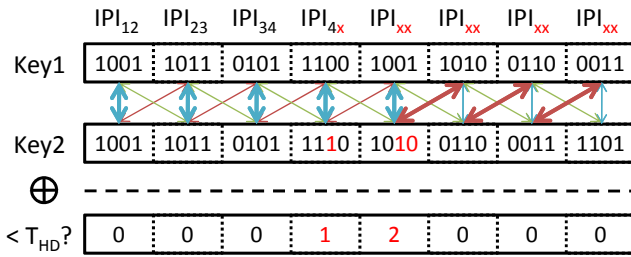 IPI12 IPI23 IPI34 IPI4x IPIxx IPIxx IPIxx IPIxx
Key1 1001 1011 0101 1100 1001 1010 0110 0011
Key2 1001 1011 0101 1110 1010 0110 0011 1101
⊕
< THD? 0 0 0 1 2 0 0 0